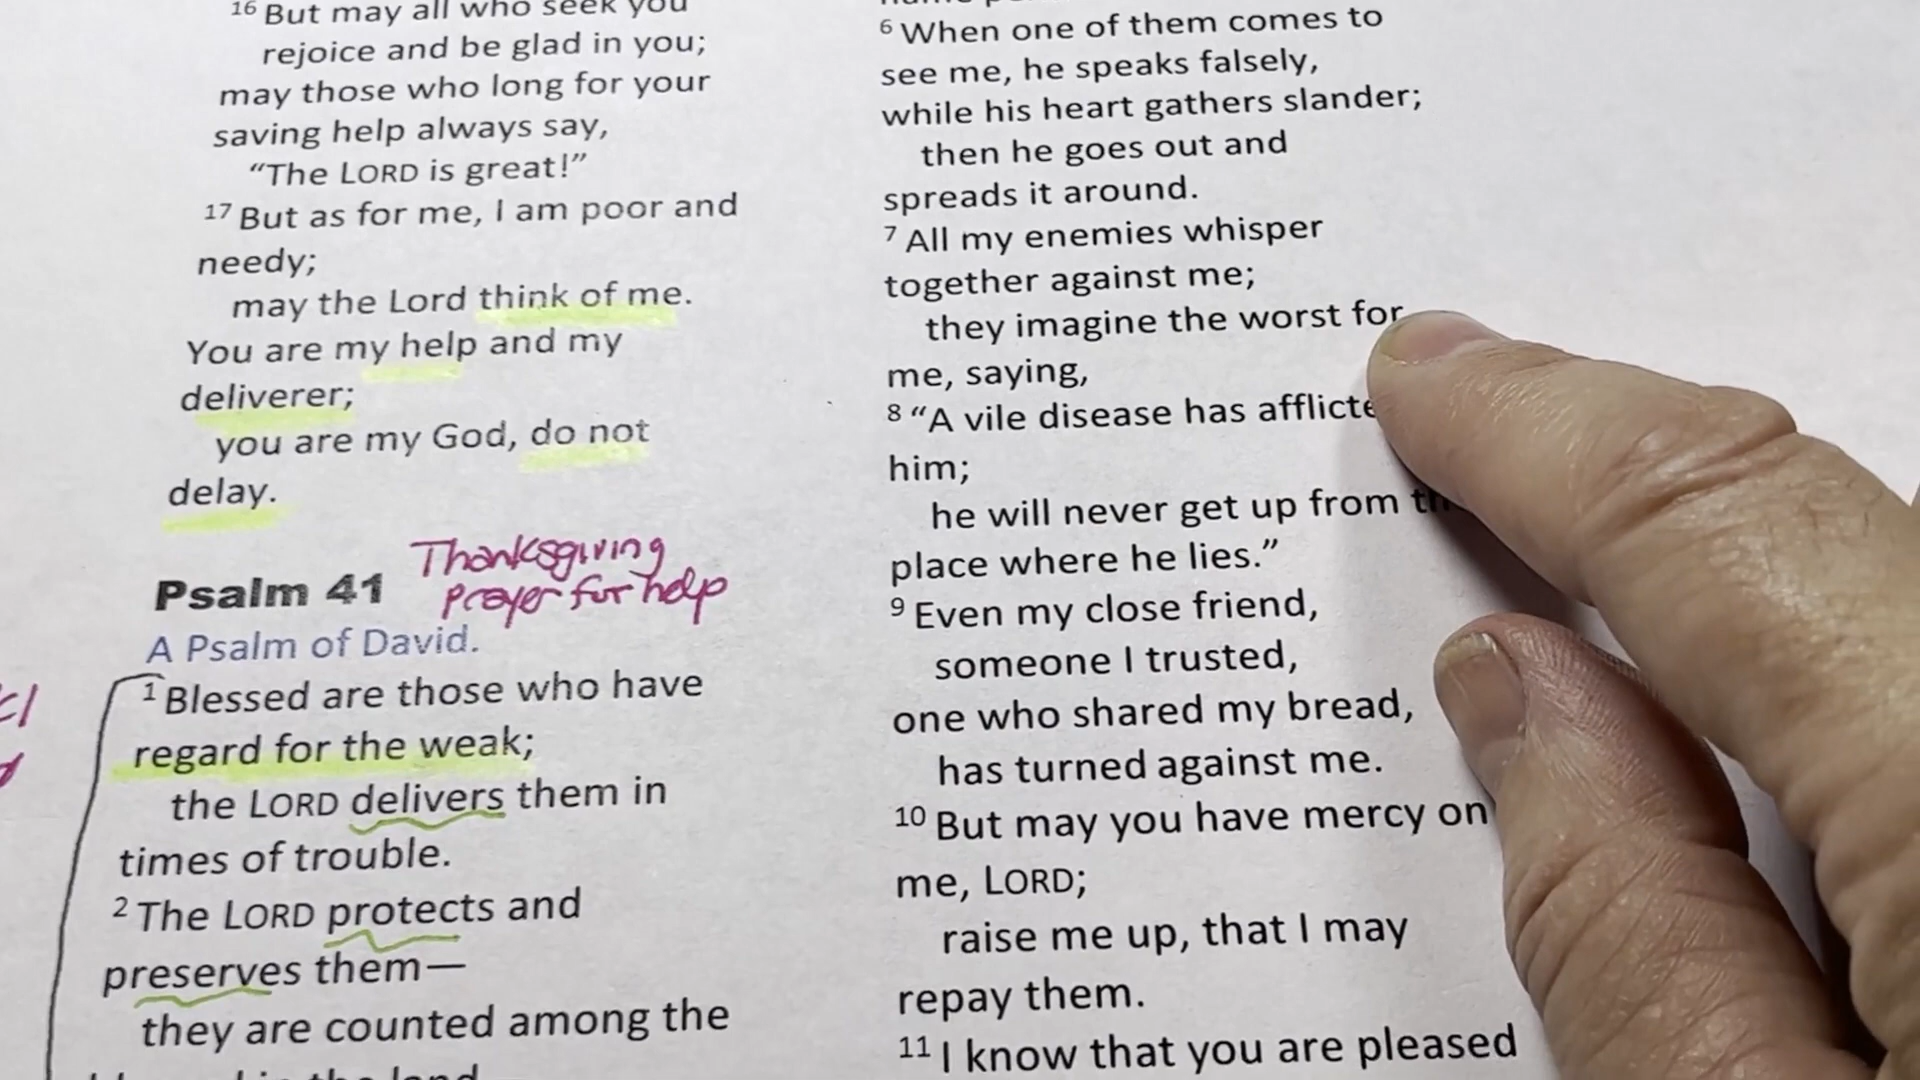 16 But may all who seek you
rejoice and be glad in you;
may those who long for your
saving help always say,
“The LORD is great!”
17 But as for me, I am poor and
needy;
may the Lord think of me.
You are my help and my
deliverer;
you are my God, do not
delay.
Psalm 41
Thanksgiving
Prayer for help
A Psalm of David.
1 Blessed are those who have
regard for the weak;
the LORD delivers them in
times of trouble.
2 The LORD protects and
preserves them—
they are counted among the
in the land
6 When one of them comes to
see me, he speaks falsely,
while his heart gathers slander;
then he goes out and
spreads it around.
7 All my enemies whisper
together against me;
they imagine the worst for
me, saying,
8 “A vile disease has
him;
he will never get up from
place where he lies.”
9 Even my close friend,
someone I trusted,
one who shared my bread,
has turned against me.
10 But may you have mercy on
me, LORD;
raise me up, that I may
repay them.
11 I know that you are pleased